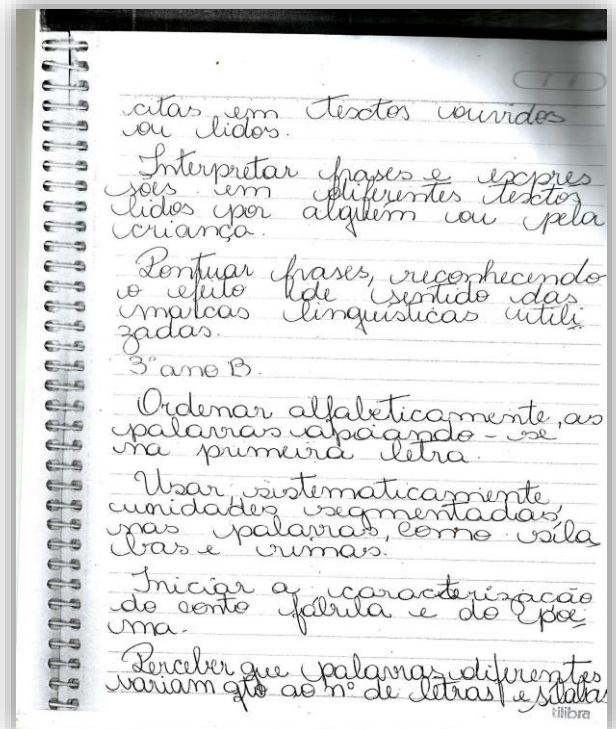 citas em textos ouvidos
ou lidos.
Interpretar frases e expres
sões em diferentes textos
lidos por alguém ou pela
criança.
Pontuar frases, reconhecendo
o efeito de sentido das
marcas linguísticas utili
zadas.
3º ano B.
Ordenar alfabeticamente, as
palavras apoiando-se
na primeira letra.
Usar sistematicamente
unidades segmentadas,
nas palavras, como síla
bas e rimas.
Iniciar a caracterização
do conto fábula e do poe
ma.
Perceber que palavras diferentes
variam qto ao nº de letras e sílabas
tilibra